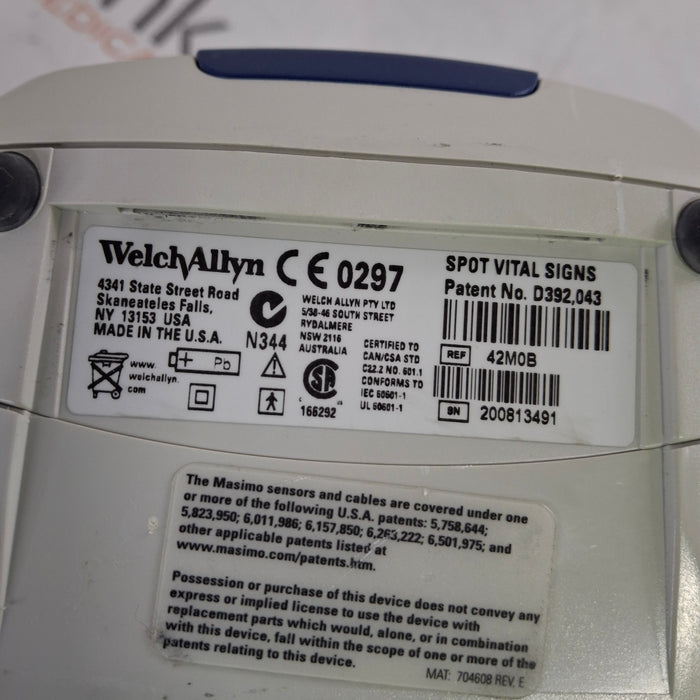 nk
MEDICA
WelchAllyn CE 0297
4341 State Street Road
Skaneateles Falls,
NY 13153 USA
MADE IN THE U.S.A.
N344
WELCH ALLYN PTY LTD
5/38-46 SOUTH STREET
RYDALMERE
NSW 2116
AUSTRALIA
www.
welchallyn.
com
+ Pb
SA
C
166292
CERTIFIED TO
CAN/CSA STD
C22.2 NO. 601.1
CONFORMS TO
IEC 60601-1
UL 60601-1
SPOT VITAL SIGNS
Patent No. D392,043
REF 42M0B
SN 200813491
The Masimo sensors and cables are covered under one
or more of the following U.S.A. patents: 5,758,644;
5,823,950; 6,011,986; 6,157,850; 6,263,222; 6,501,975; and
other applicable patents listed at
www.masimo.com/patents.htm.
Possession or purchase of this device does not convey any
express or implied license to use the device with
replacement parts which would, alone, or in combination
with this device, fall within the scope of one or more of the
patents relating to this device.
MAT: 704608 REV. E